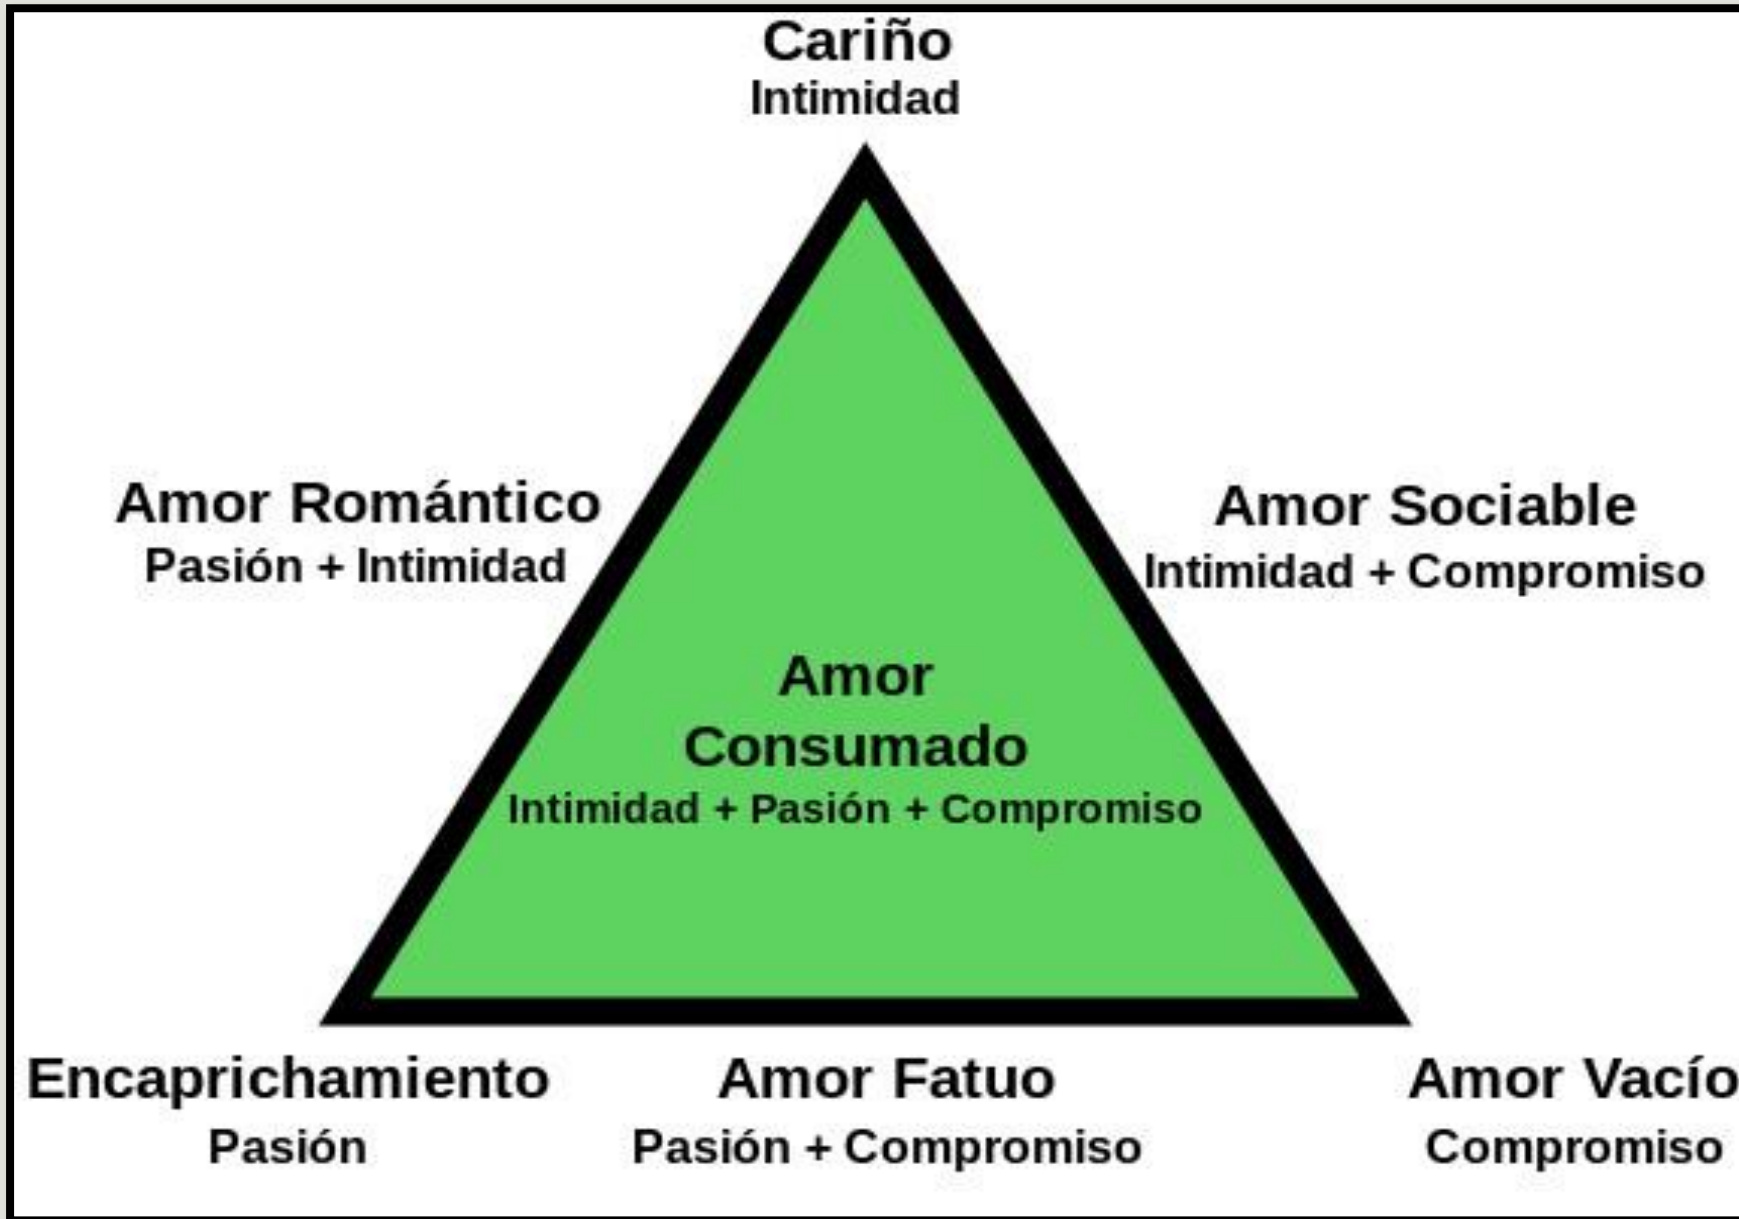 Cariño
Intimidad
Amor Romántico
Pasión + Intimidad
Amor Sociable
Intimidad + Compromiso
Amor
Consumado
Intimidad + Pasión + Compromiso
Encaprichamiento
Pasión
Amor Fatuo
Pasión + Compromiso
Amor Vacío
Compromiso